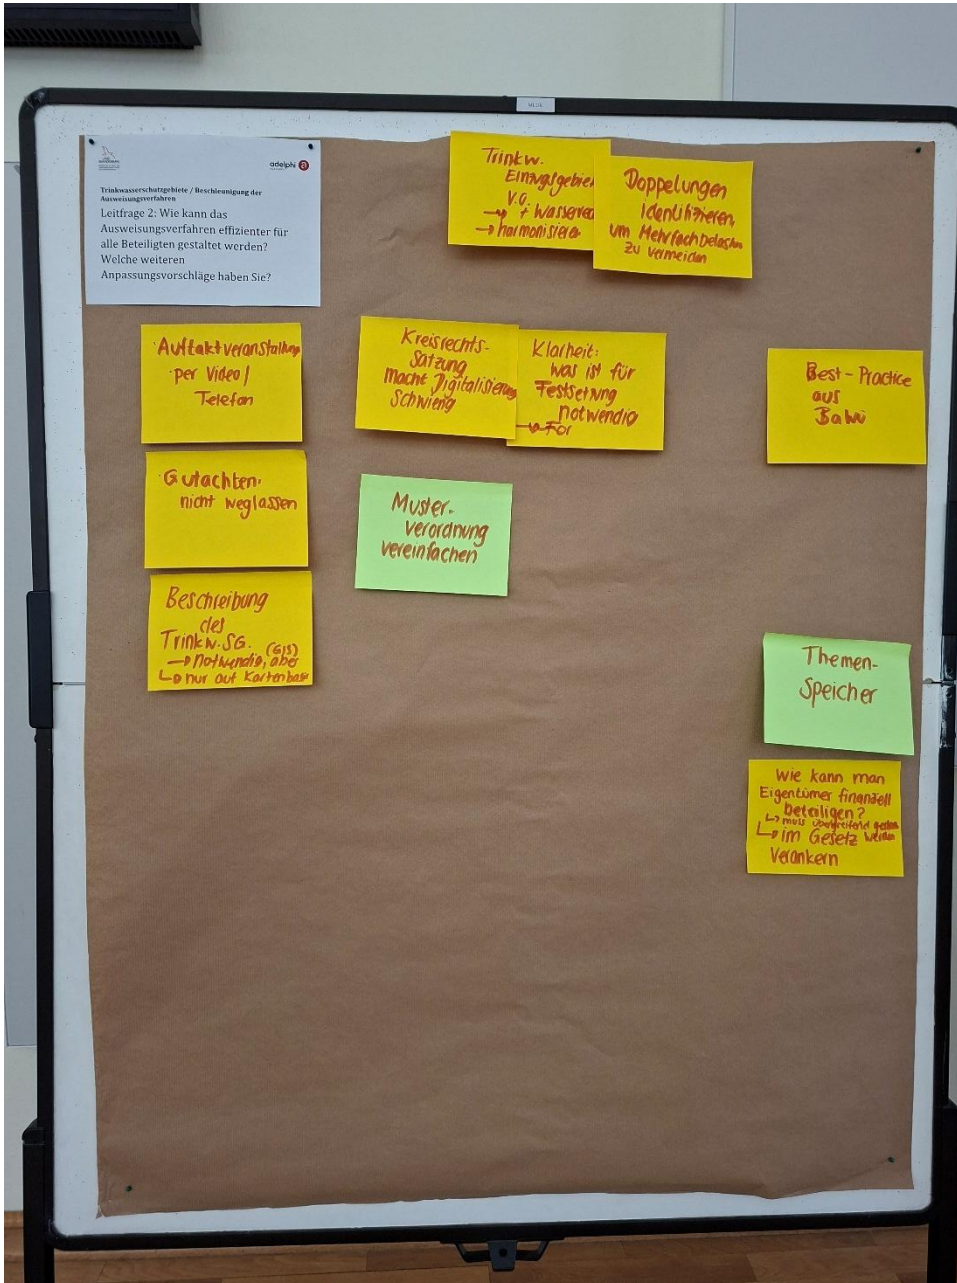 adelphi
Trinkwasserschutzgebiete / Beschleunigung der
Ausweisungsverfahren
Leitfrage 2: Wie kann das
Ausweisungsverfahren effizienter für
alle Beteiligten gestaltet werden?
Welche weiteren
Anpassungsvorschläge haben Sie?
Trinkw.
Einzugsgebie
V.O.
→ + Wasserre
→ harmonisiere
Doppelungen
Identifizieren,
um Mehrfachbelasten
zu vermeiden
Auftaktveranstaltung
per Video/
Telefon
Kreisrechts-
Satzung
macht Digitalisierung
Schwierig
Klarheit:
was ist für
Festsetzung
notwendig
→ För
Best-Practice
aus
BaWü
Gutachten:
nicht weglassen
Muster-
verordnung
vereinfachen
Beschreibung
des
Trinkw.SG. (GIS)
→ notwendig, aber
↳ nur auf Kartenbasis
Themen-
Speicher
Wie kann man
Eigentümer finanziell
beteiligen?
↳ muss übergreifend
↳ im Gesetz werden
Verankern